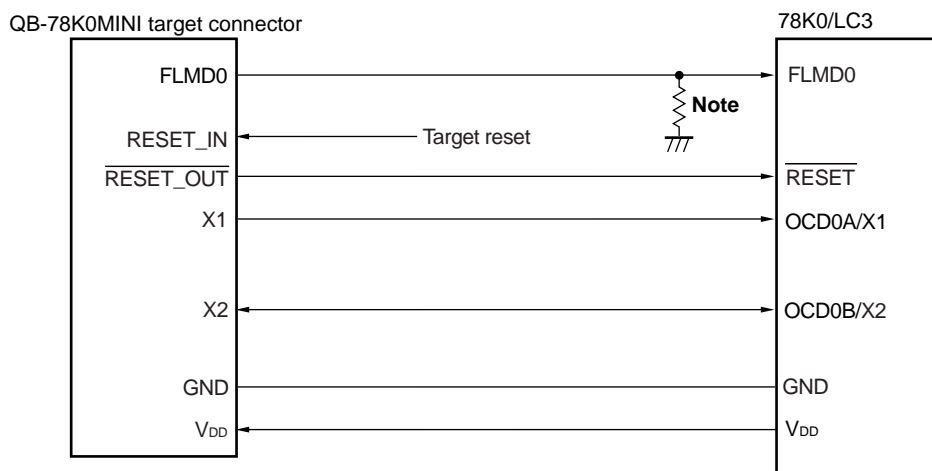 QB-78K0MINI target connector
78K0/LC3
FLMD0
FLMD0
Note
RESET_IN
Target reset
RESET_OUT
RESET
X1
OCD0A/X1
X2
OCD0B/X2
GND
GND
VDD
VDD